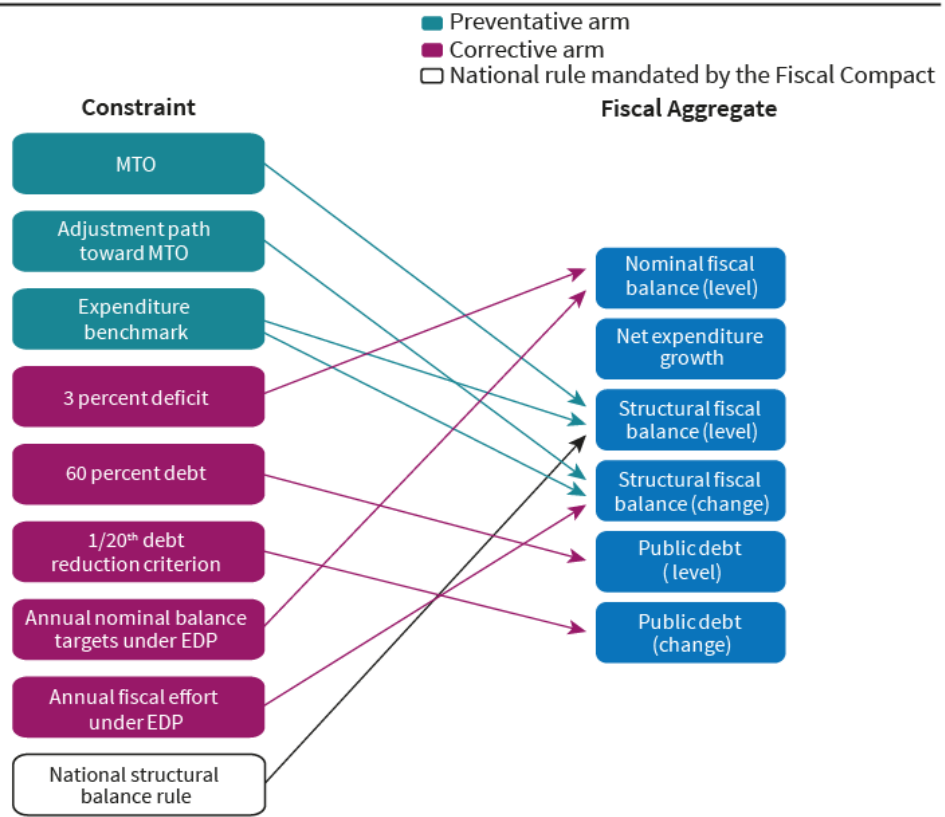 Preventative arm
Corrective arm
National rule mandated by the Fiscal Compact
Constraint
Fiscal Aggregate
MTO
Adjustment path
toward MTO
Expenditure
benchmark
3 percent deficit
60 percent debt
1/20th debt
reduction criterion
Annual nominal balance
targets under EDP
Annual fiscal effort
under EDP
National structural
balance rule
Nominal fiscal
balance (level)
Net expenditure
growth
Structural fiscal
balance (level)
Structural fiscal
balance (change)
Public debt
( level)
Public debt
(change)